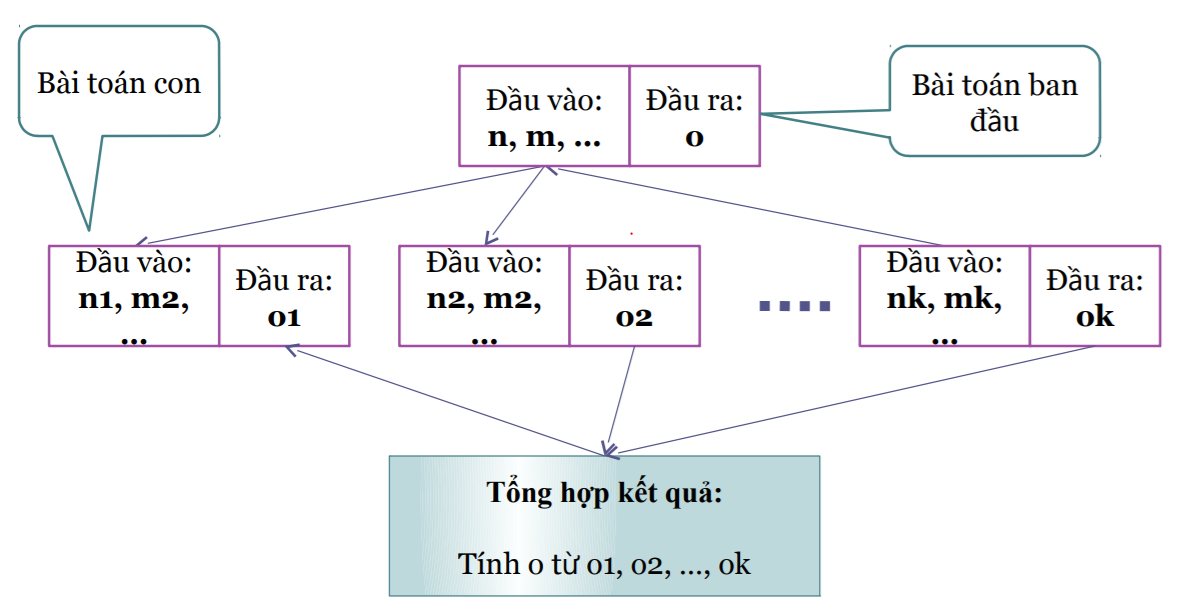 Bài toán con
Đầu vào:
n, m, ...
Đầu ra:
o
Bài toán ban
đầu
Đầu vào:
n1, m2,
...
Đầu ra:
o1
Đầu vào:
n2, m2,
...
Đầu ra:
o2
Đầu vào:
nk, mk,
...
Đầu ra:
ok
Tổng hợp kết quả:
Tính o từ o1, o2, ..., ok